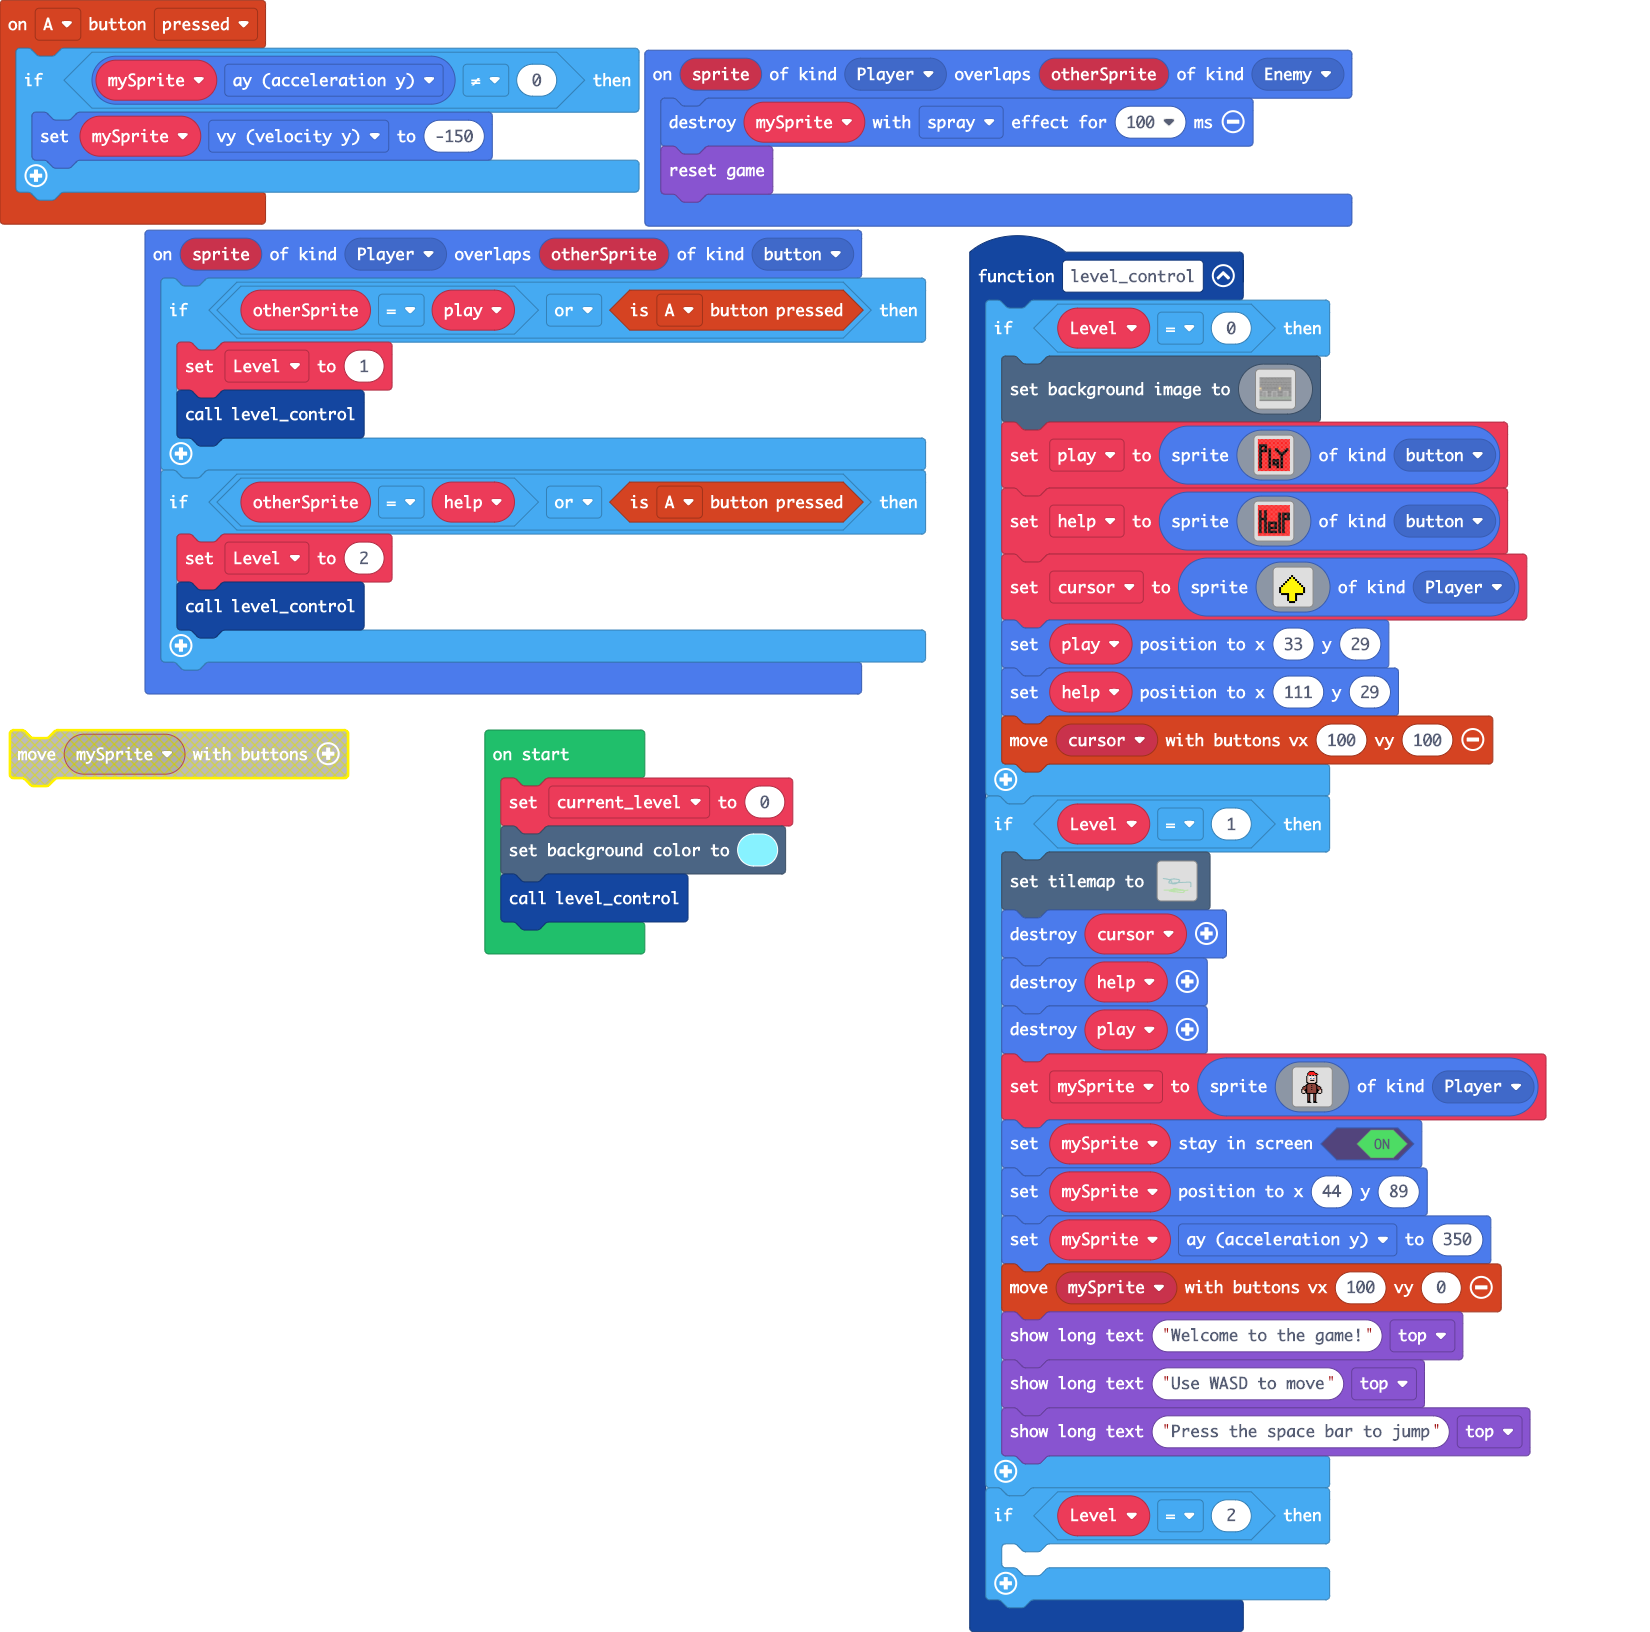 on A button pressed
if mySprite ay (acceleration y) ≠ 0 then
set mySprite vy (velocity y) to -150
on sprite of kind Player overlaps otherSprite of kind Enemy
destroy mySprite with spray effect for 100 ms
reset game
on sprite of kind Player overlaps otherSprite of kind button
if otherSprite = play or is A button pressed then
set Level to 1
call level_control
if otherSprite = help or is A button pressed then
set Level to 2
call level_control
move mySprite with buttons
on start
set current_level to 0
set background color to
call level_control
function level_control
if Level = 0 then
set background image to
set play to sprite Play of kind button
set help to sprite Help of kind button
set cursor to sprite of kind Player
set play position to x 33 y 29
set help position to x 111 y 29
move cursor with buttons vx 100 vy 100
if Level = 1 then
set tilemap to
destroy cursor
destroy help
destroy play
set mySprite to sprite of kind Player
set mySprite stay in screen ON
set mySprite position to x 44 y 89
set mySprite ay (acceleration y) to 350
move mySprite with buttons vx 100 vy 0
show long text "Welcome to the game!" top
show long text "Use WASD to move" top
show long text "Press the space bar to jump" top
if Level = 2 then